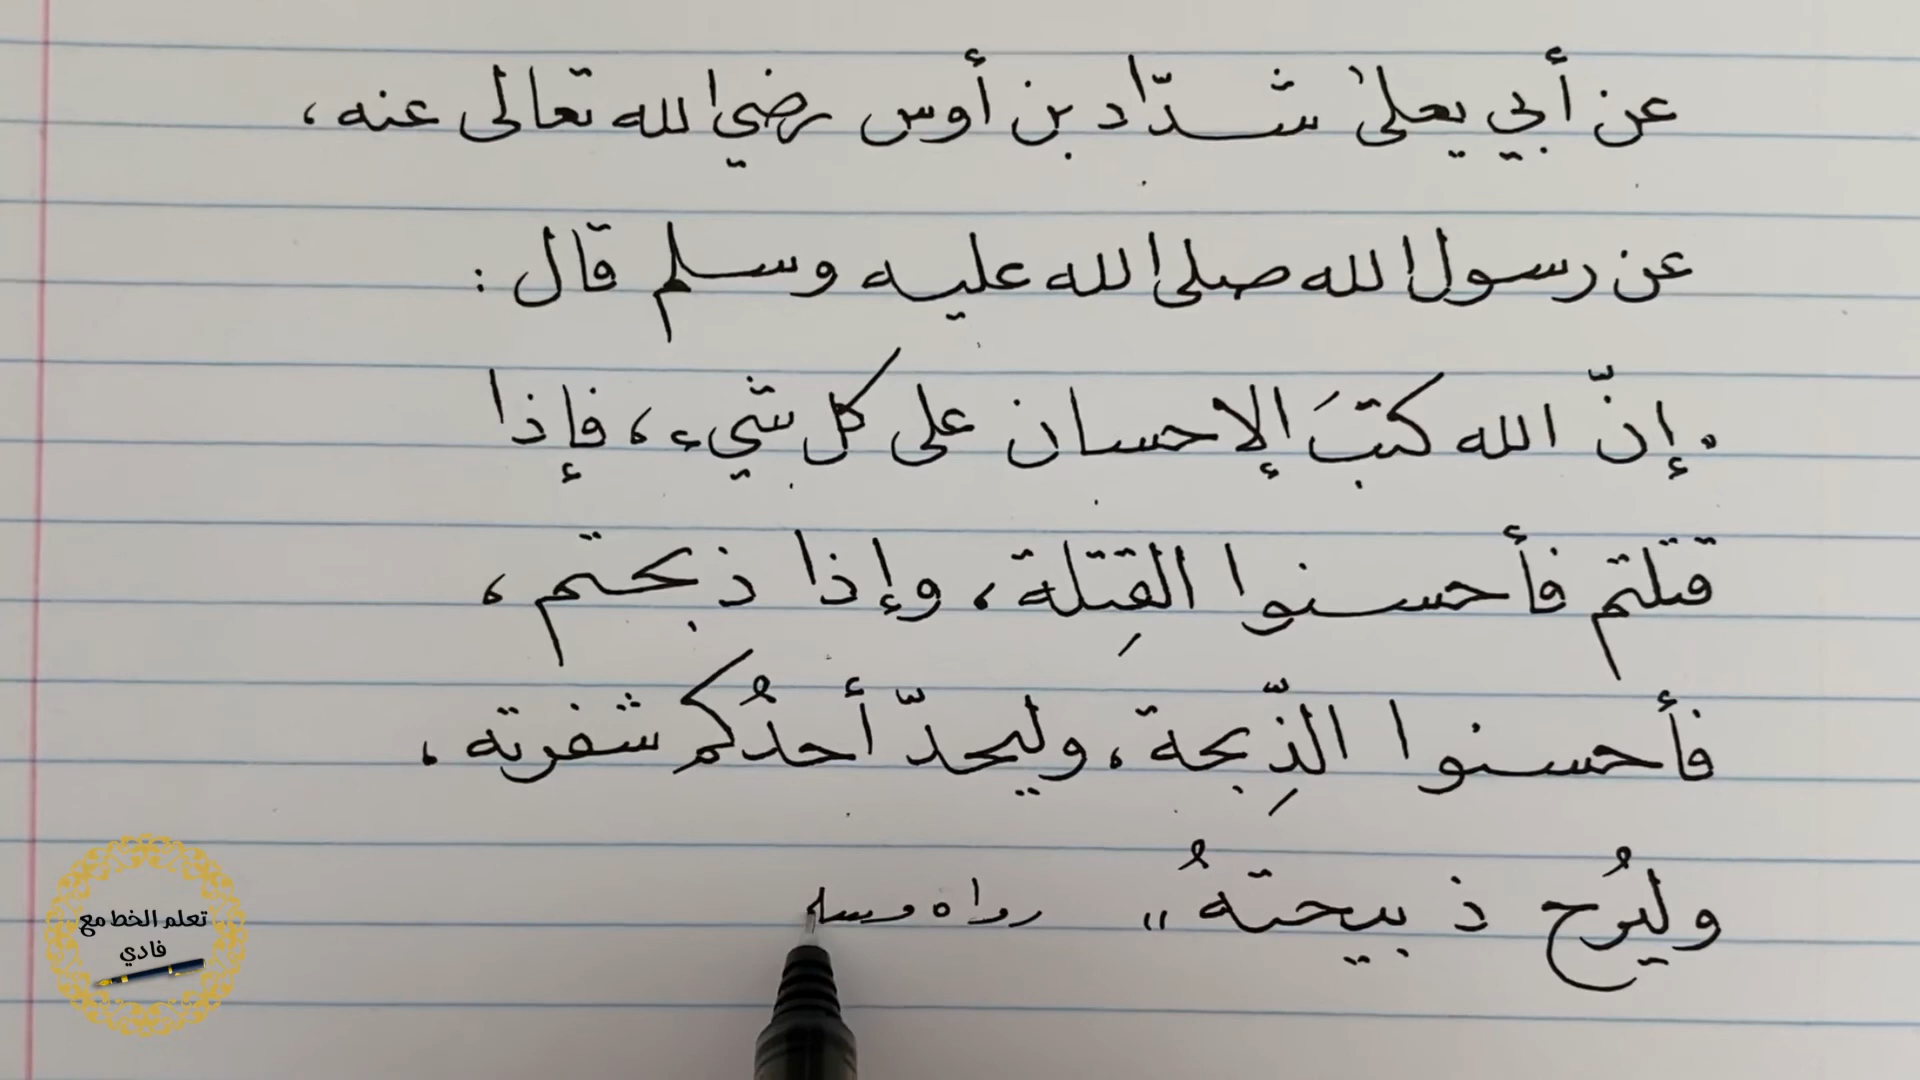 عن أبي يعلىٰ شدّاد بن أوس رضي الله تعالى عنه،
عن رسول الله صلى الله عليه وسلم قال :
. إنّ الله كتبَ الإحسان على كل شيء، فإذا
قتلتم فأحسنوا القِتلة، وإذا ذبحتم،
فأحسنوا الذِّبحة، وليحدّ أحدُكم شفرته،
وليُرح ذبيحتهُ،، رواه مسلم
تعلم الخط مع
فادي